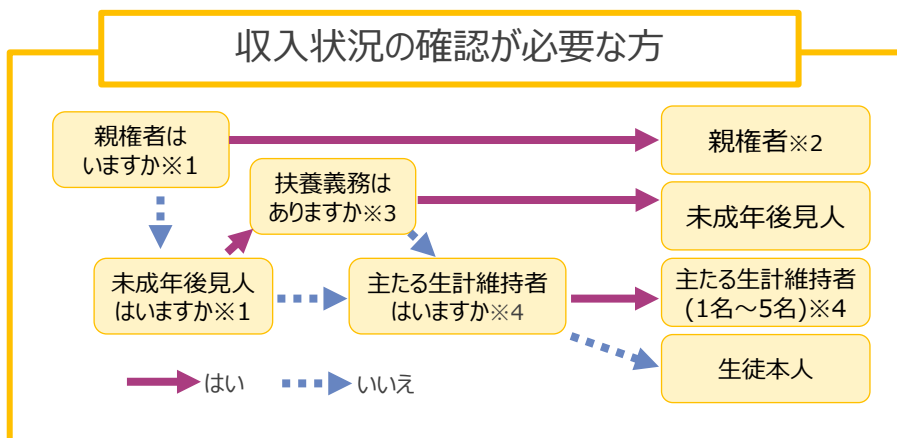 収入状況の確認が必要な方
親権者は
いますか※1
親権者※2
扶養義務は
ありますか※3
未成年後見人
未成年後見人
はいますか※1
主たる生計維持者
はいますか※4
主たる生計維持者
(1名～5名)※4
生徒本人
はい
いいえ